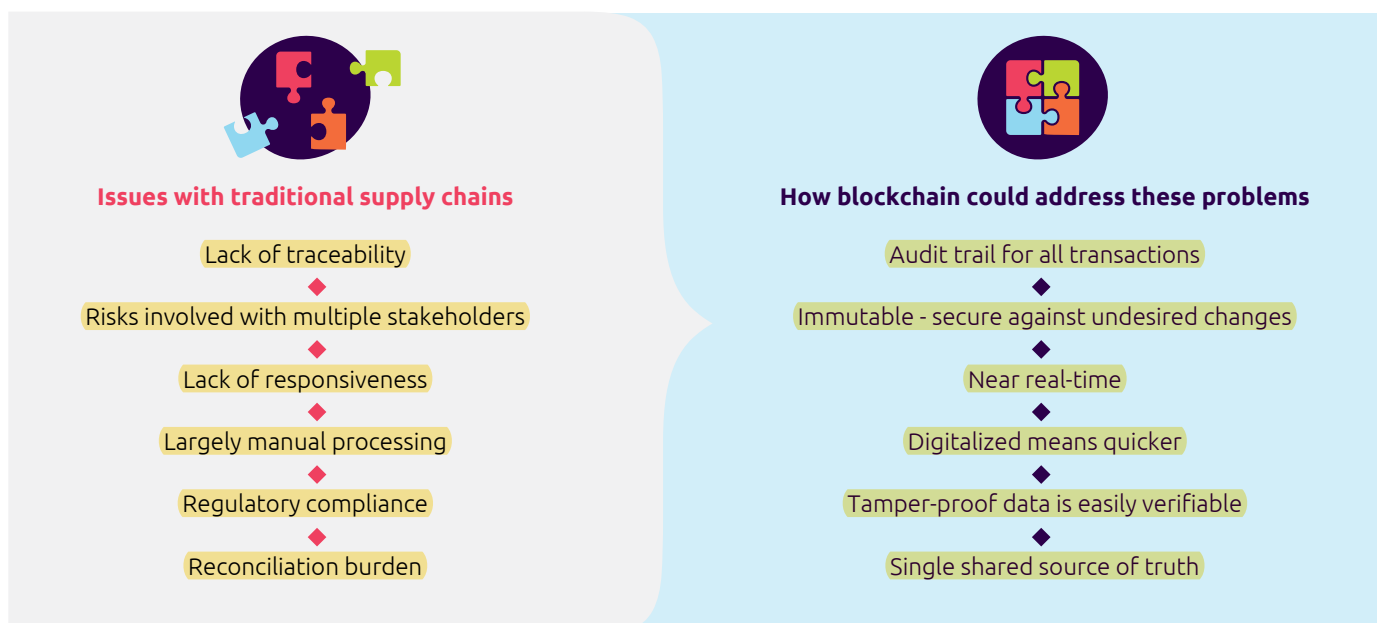 Issues with traditional supply chains
Lack of traceability
Risks involved with multiple stakeholders
Lack of responsiveness
Largely manual processing
Regulatory compliance
Reconciliation burden
How blockchain could address these problems
Audit trail for all transactions
Immutable - secure against undesired changes
Near real-time
Digitalized means quicker
Tamper-proof data is easily verifiable
Single shared source of truth